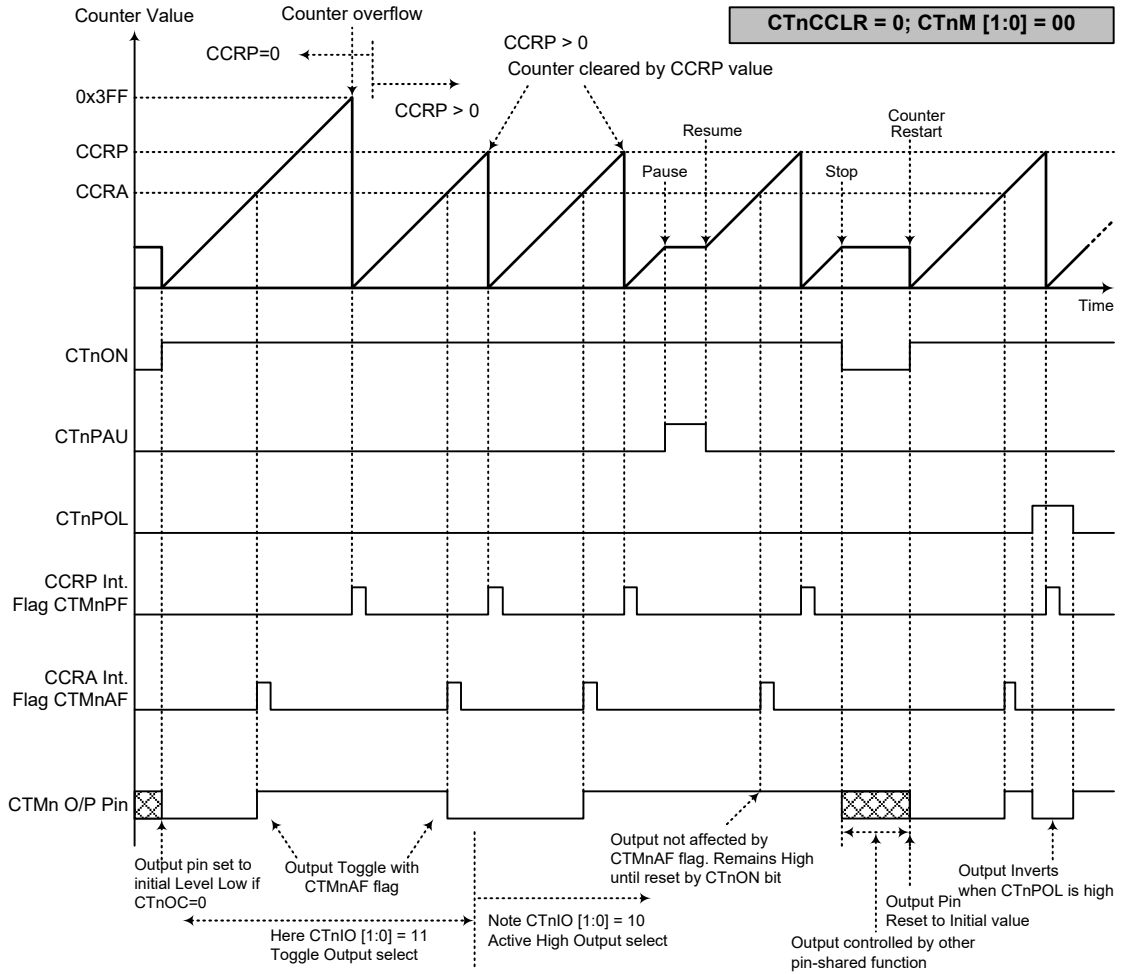 Counter Value
Counter overflow
CTnCCLR = 0; CTnM [1:0] = 00
CCRP=0
CCRP > 0
CCRP > 0
Counter cleared by CCRP value
0x3FF
CCRP
CCRA
Pause
Resume
Stop
Counter
Restart
Time
CTnON
CTnPAU
CTnPOL
CCRP Int.
Flag CTMnPF
CCRA Int.
Flag CTMnAF
CTMn O/P Pin
Output pin set to
initial Level Low if
CTnOC=0
Output Toggle with
CTMnAF flag
Output not affected by
CTMnAF flag. Remains High
until reset by CTnON bit
Output Inverts
when CTnPOL is high
Output Pin
Reset to Initial value
Here CTnIO [1:0] = 11
Toggle Output select
Note CTnIO [1:0] = 10
Active High Output select
Output controlled by other
pin-shared function